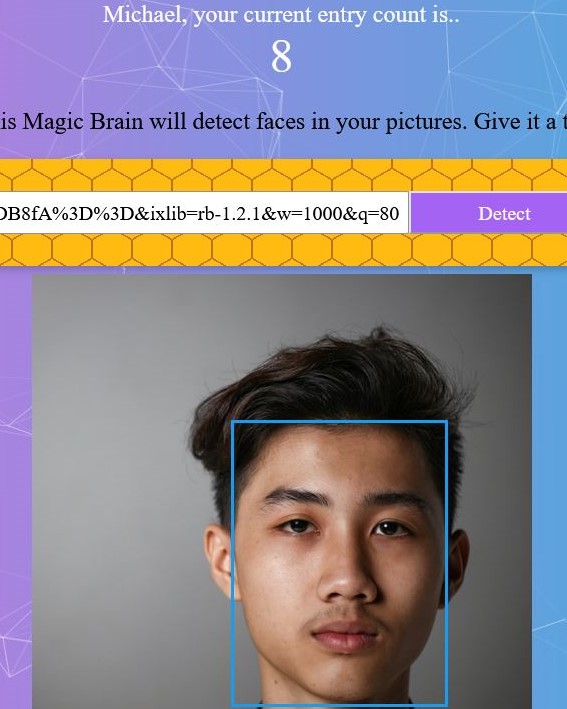 Michael, your current entry count is..
8
is Magic Brain will detect faces in your pictures. Give it a t
DB8fA%3D%3D&ixlib=rb-1.2.1&w=1000&q=80
Detect